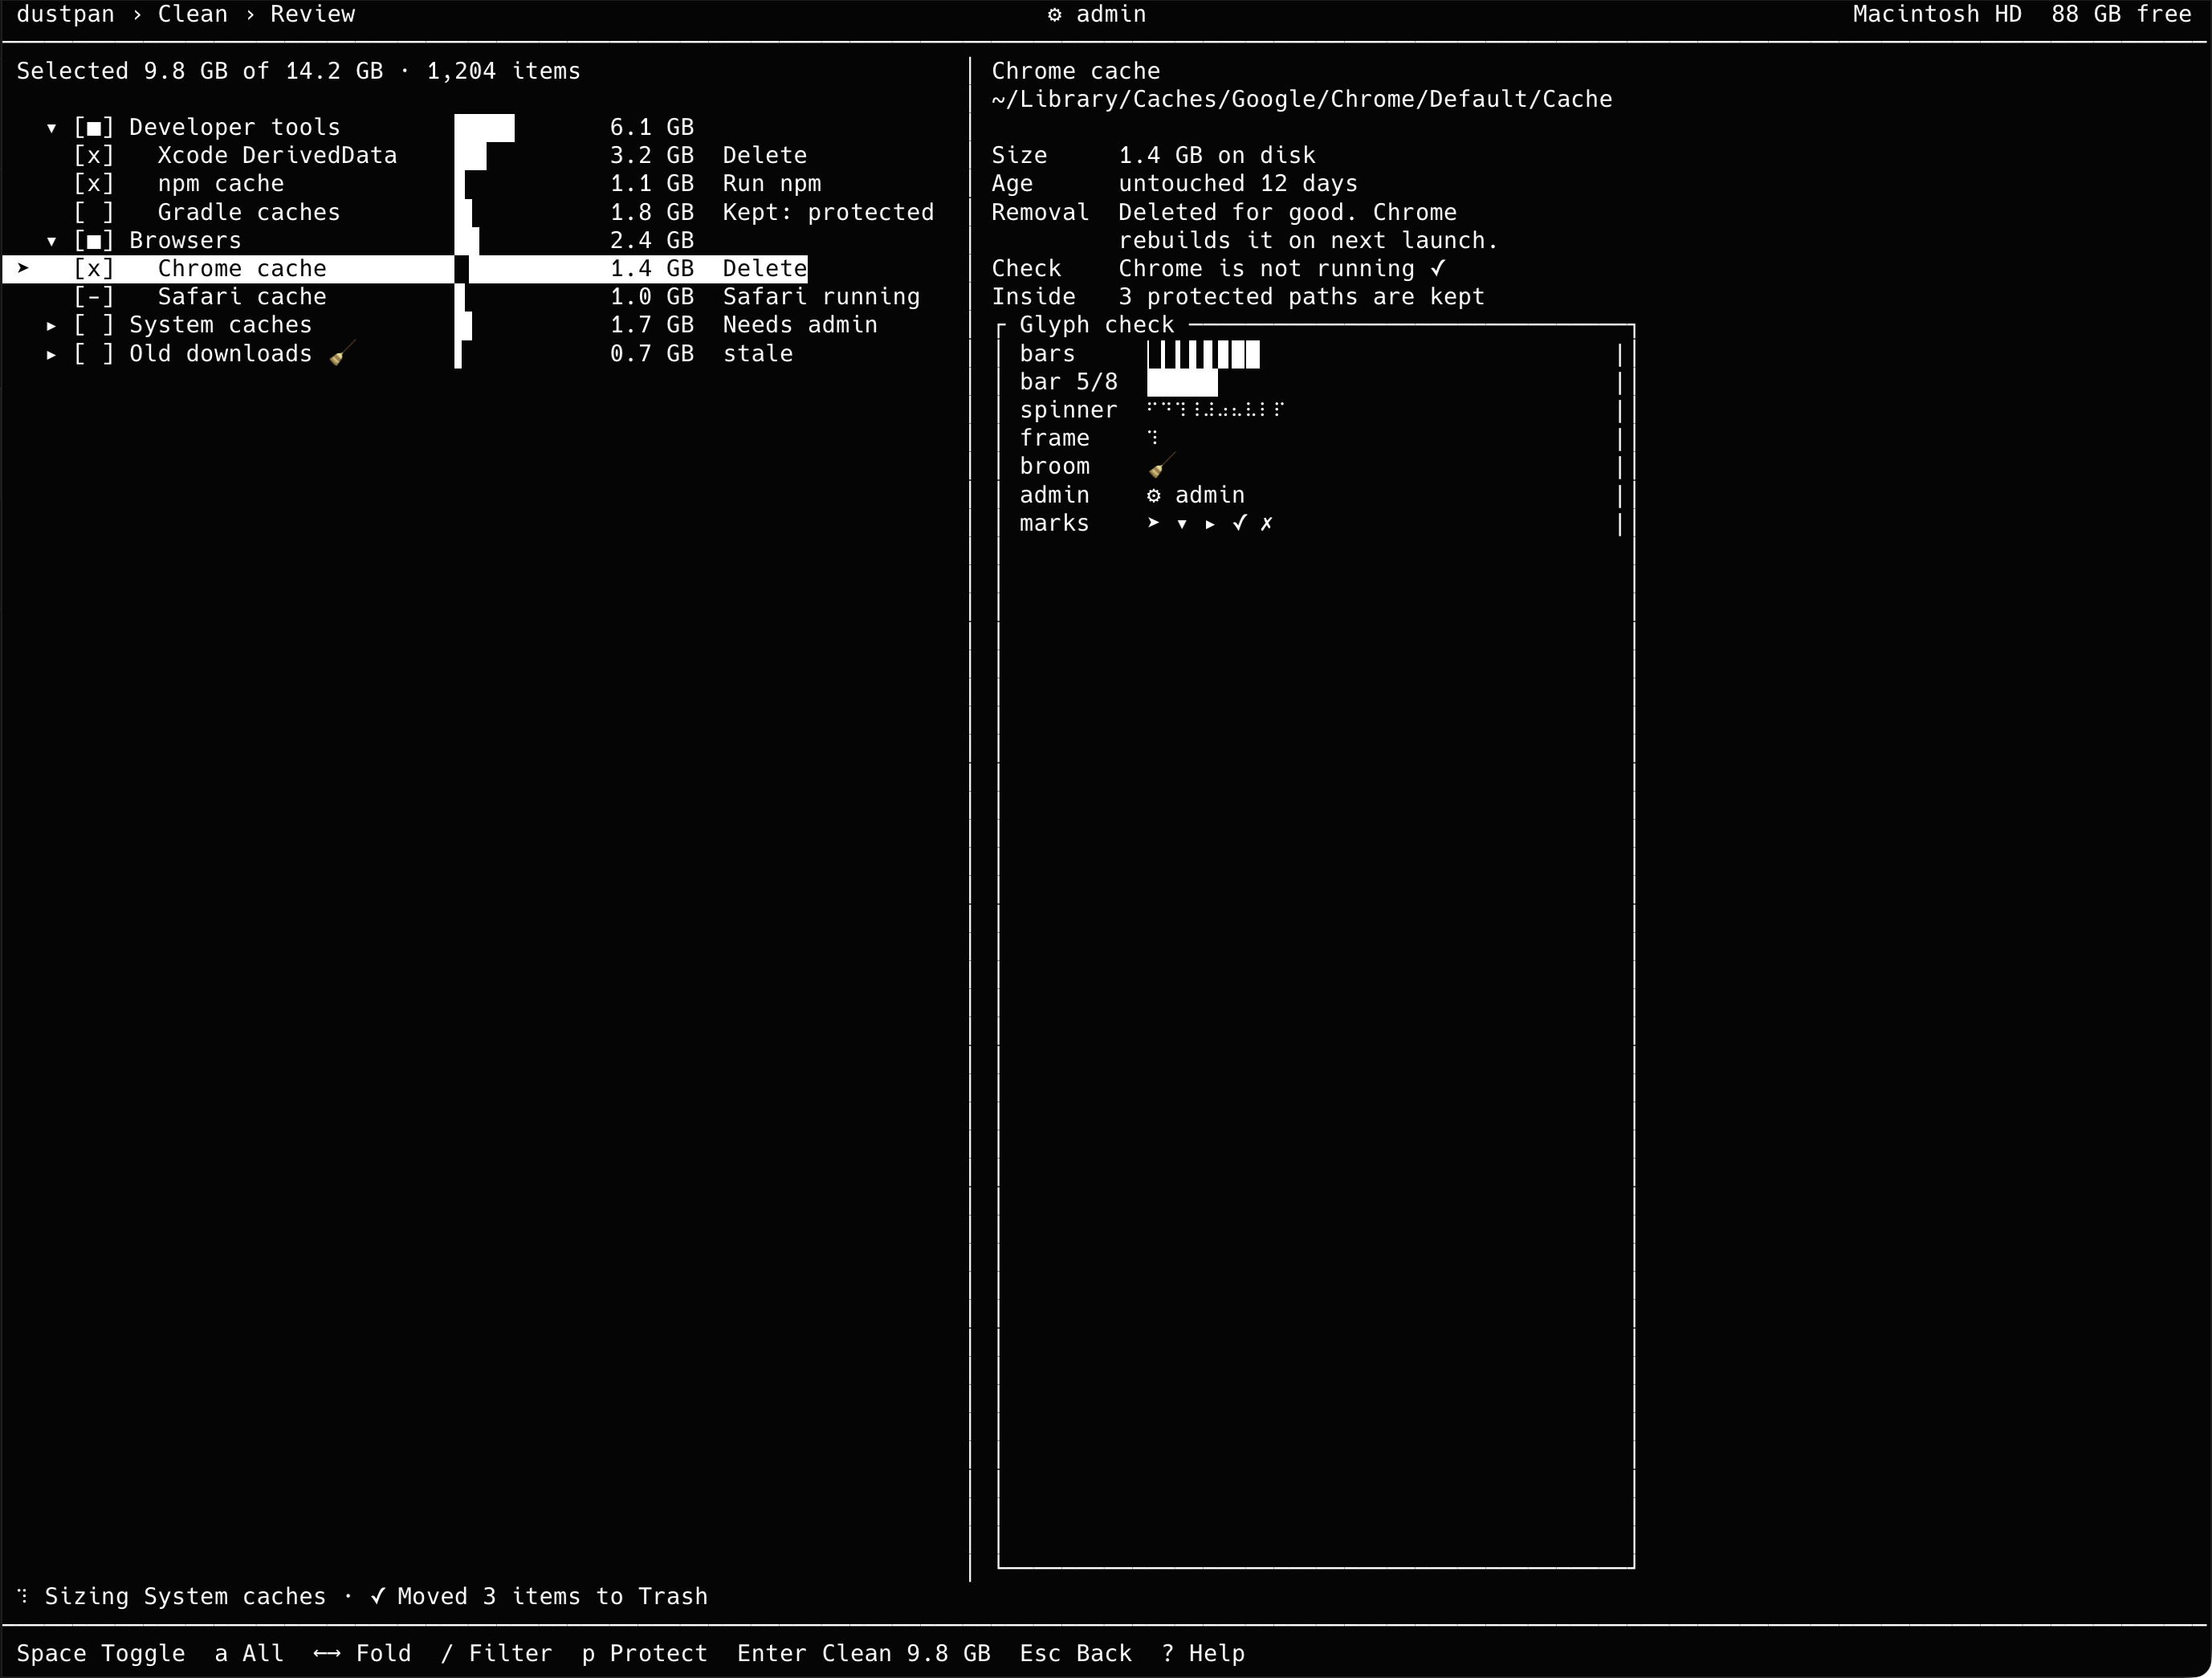 dustpan › Clean › Review ⚙ admin Macintosh HD 88 GB free
Selected 9.8 GB of 14.2 GB · 1,204 items
▾ [■] Developer tools 6.1 GB
[x] Xcode DerivedData 3.2 GB Delete
[x] npm cache 1.1 GB Run npm
[ ] Gradle caches 1.8 GB Kept: protected
▾ [■] Browsers 2.4 GB
➤ [x] Chrome cache 1.4 GB Delete
[-] Safari cache 1.0 GB Safari running
▸ [ ] System caches 1.7 GB Needs admin
▸ [ ] Old downloads 🧹 0.7 GB stale
Chrome cache
~/Library/Caches/Google/Chrome/Default/Cache
Size 1.4 GB on disk
Age untouched 12 days
Removal Deleted for good. Chrome
rebuilds it on next launch.
Check Chrome is not running ✓
Inside 3 protected paths are kept
Glyph check
bars ▏▎▍▌▋▊▉█
bar 5/8 █████
spinner ⠋⠙⠹⠸⠼⠴⠦⠧⠇⠏
frame ⠹
broom 🧹
admin ⚙ admin
marks ➤ ▾ ▸ ✓ ✗
⠹ Sizing System caches · ✓ Moved 3 items to Trash
Space Toggle a All ←→ Fold / Filter p Protect Enter Clean 9.8 GB Esc Back ? Help